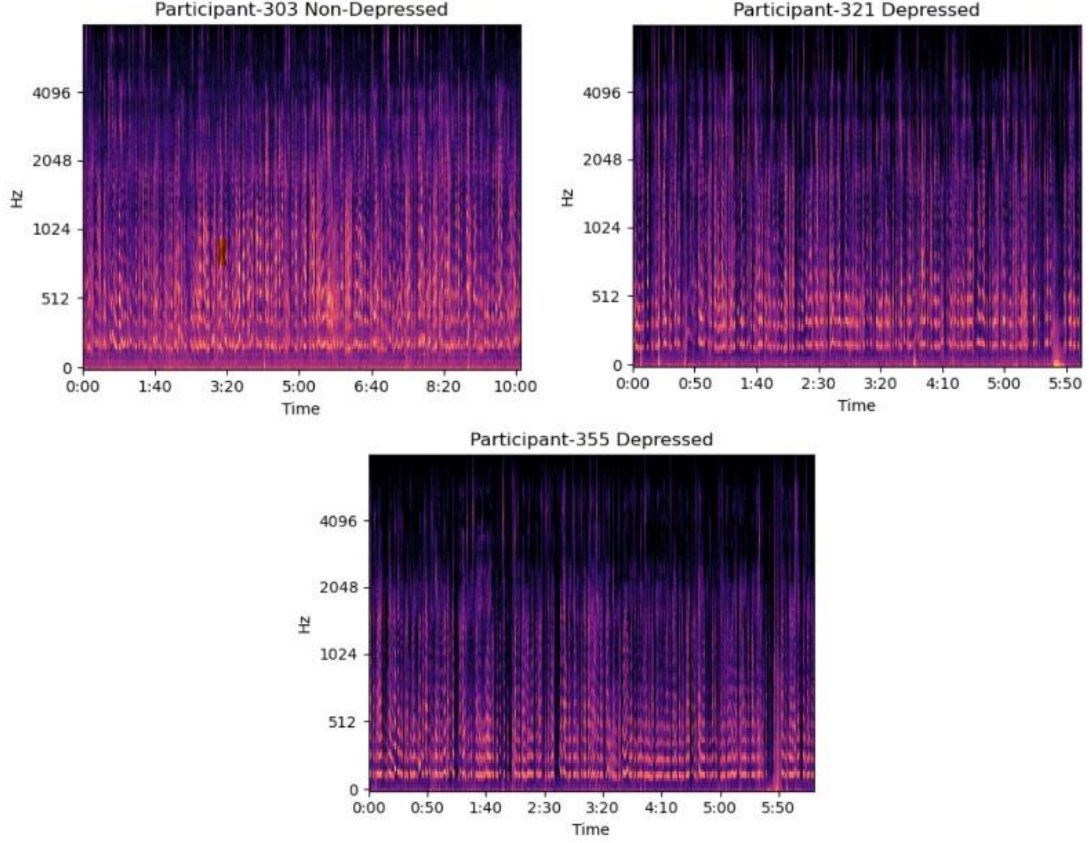 Participant-303 Non-Depressed
4096
2048
1024
512
0
Hz
0:00 1:40 3:20 5:00 6:40 8:20 10:00
Time
Participant-321 Depressed
4096
2048
1024
512
0
Hz
0:00 0:50 1:40 2:30 3:20 4:10 5:00 5:50
Time
Participant-355 Depressed
4096
2048
1024
512
0
Hz
0:00 0:50 1:40 2:30 3:20 4:10 5:00 5:50
Time